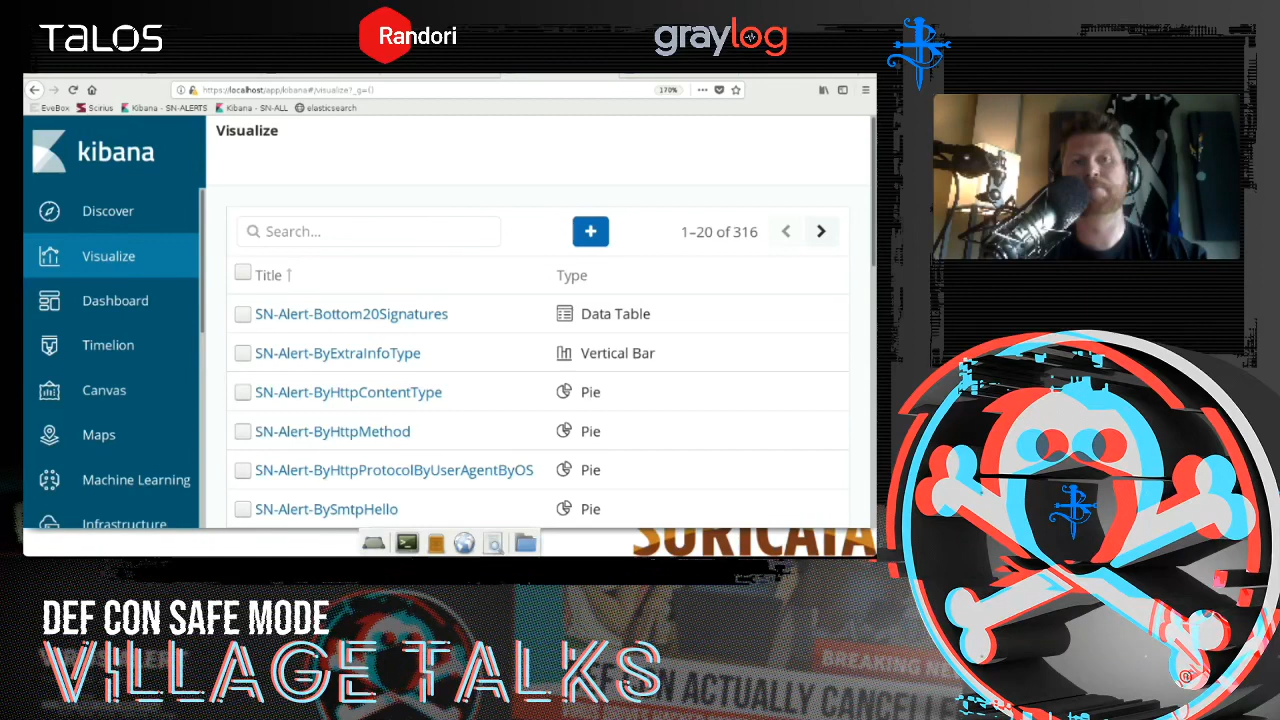 TALOS
Randori
graylog
https://localhost/app/kibana#/visualize?_g=()
170%
EveBox
Scirius
Kibana - SN-ALERTS
Kibana - SN-ALL
elasticsearch
kibana
Visualize
Discover
Visualize
Dashboard
Timelion
Canvas
Maps
Machine Learning
Infrastructure
Search...
+
1–20 of 316
Title
Type
SN-Alert-Bottom20Signatures
Data Table
SN-Alert-ByExtraInfoType
Vertical Bar
SN-Alert-ByHttpContentType
Pie
SN-Alert-ByHttpMethod
Pie
SN-Alert-ByHttpProtocolByUserAgentByOS
Pie
SN-Alert-BySmtpHello
Pie
SURICATA
DEF CON SAFE MODE
VILLAGE TALKS
BREAKING NE
DEF CON ACTUALLY CANCELLE